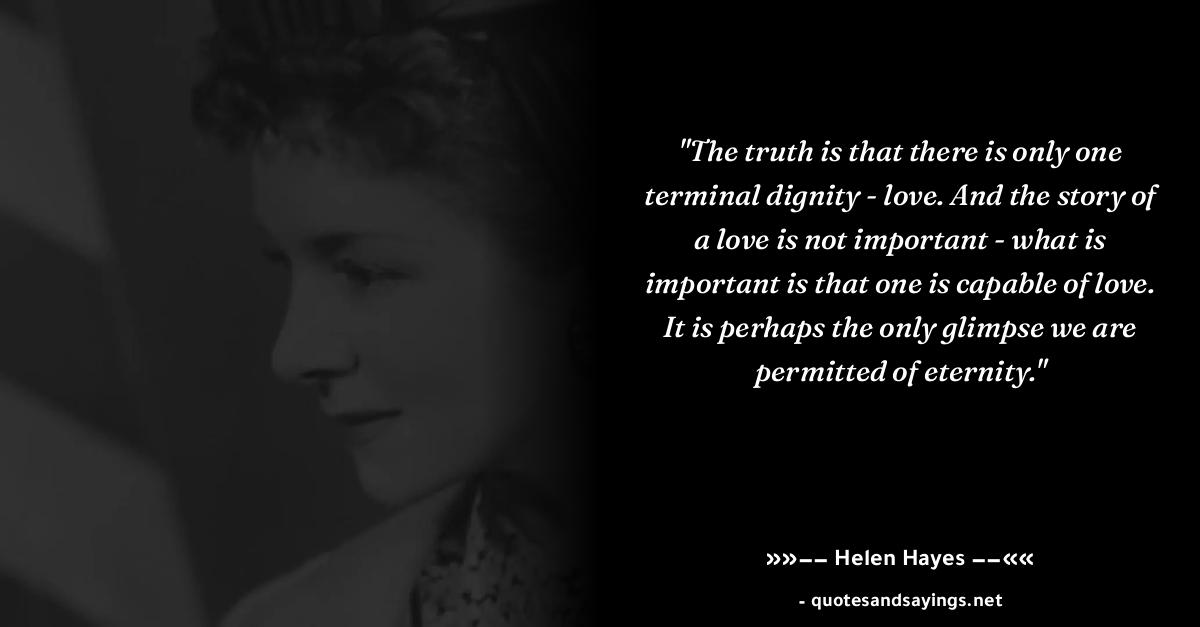 "The truth is that there is only one
terminal dignity - love. And the story of
a love is not important - what is
important is that one is capable of love.
It is perhaps the only glimpse we are
permitted of eternity."
»»–– Helen Hayes ––««
- quotesandsayings.net